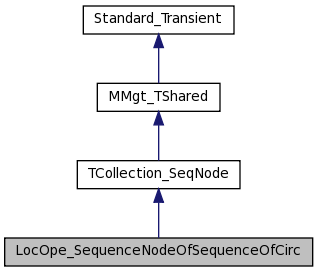 Standard_Transient
MMgt_TShared
TCollection_SeqNode
LocOpe_SequenceNodeOfSequenceOfCirc